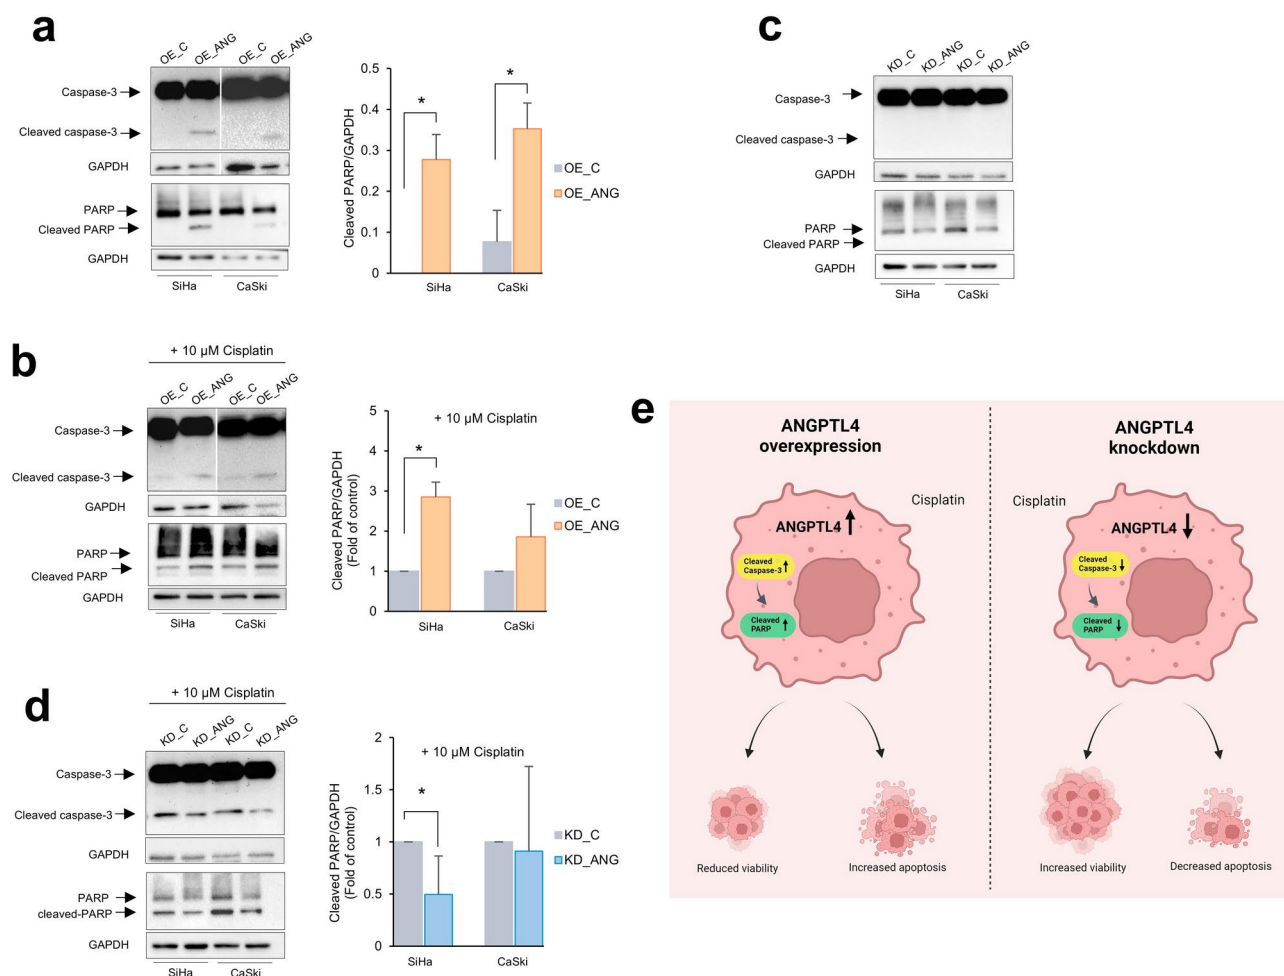 a
OE_C
OE_ANG
OE_C
OE_ANG
Caspase-3
Cleaved caspase-3
GAPDH
PARP
Cleaved PARP
GAPDH
SiHa
CaSki
Cleaved PARP/GAPDH
0.5
0.4
0.3
0.2
0.1
0
*
*
SiHa
CaSki
OE_C
OE_ANG
c
KD_C
KD_ANG
KD_C
KD_ANG
Caspase-3
Cleaved caspase-3
GAPDH
PARP
Cleaved PARP
GAPDH
SiHa
CaSki
b
+ 10 µM Cisplatin
OE_C
OE_ANG
OE_C
OE_ANG
Caspase-3
Cleaved caspase-3
GAPDH
PARP
Cleaved PARP
GAPDH
SiHa
CaSki
Cleaved PARP/GAPDH
(Fold of control)
5
4
3
2
1
0
+ 10 µM Cisplatin
*
SiHa
CaSki
OE_C
OE_ANG
d
+ 10 µM Cisplatin
KD_C
KD_ANG
KD_C
KD_ANG
Caspase-3
Cleaved caspase-3
GAPDH
PARP
cleaved-PARP
GAPDH
SiHa
CaSki
Cleaved PARP/GAPDH
(Fold of control)
2
1.5
1
0.5
0
+ 10 µM Cisplatin
*
SiHa
CaSki
KD_C
KD_ANG
e
ANGPTL4
overexpression
Cisplatin
ANGPTL4
Cleaved
Caspase-3
Cleaved
PARP
Reduced viability
Increased apoptosis
ANGPTL4
knockdown
Cisplatin
ANGPTL4
Cleaved
Caspase-3
Cleaved
PARP
Increased viability
Decreased apoptosis